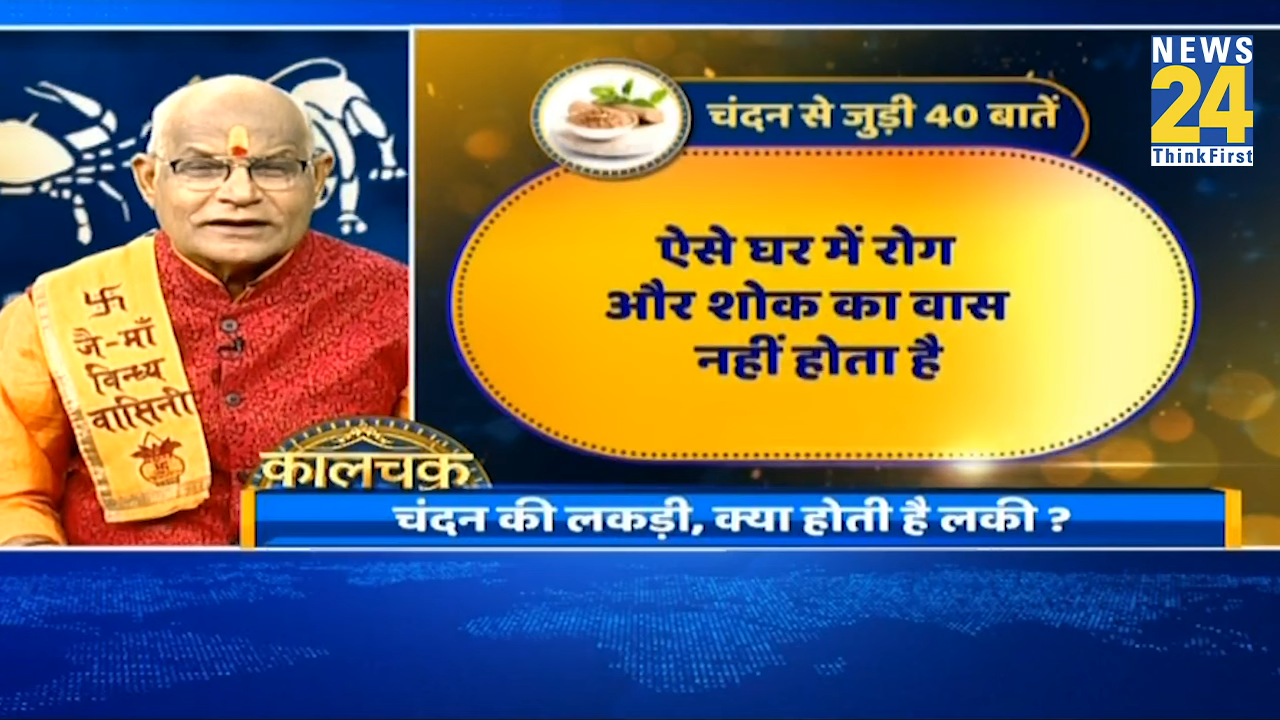 NEWS
24
ThinkFirst
चंदन से जुड़ी 40 बातें
ऐसे घर में रोग
और शोक का वास
नहीं होता है
जै-माँ
विन्ध्य
वासिनी
कालचक्र
चंदन की लकड़ी, क्या होती है लकी ?